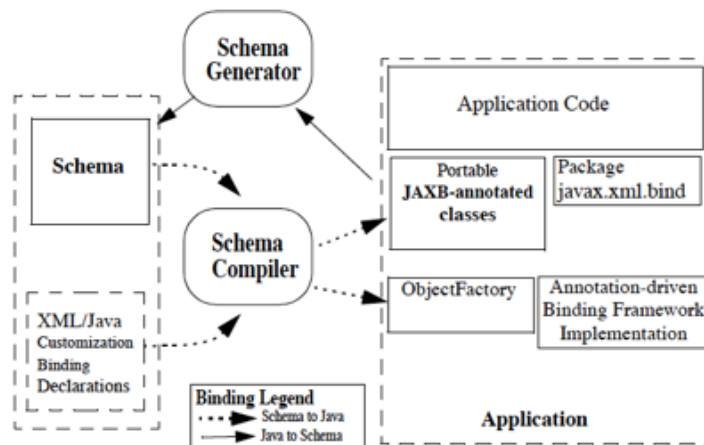 Schema
Generator
Schema
XML/Java
Customization
Binding
Declarations
Schema
Compiler
Binding Legend
Schema to Java
Java to Schema
Application Code
Portable
JAXB-annotated
classes
Package
javax.xml.bind
ObjectFactory
Annotation-driven
Binding Framework
Implementation
Application